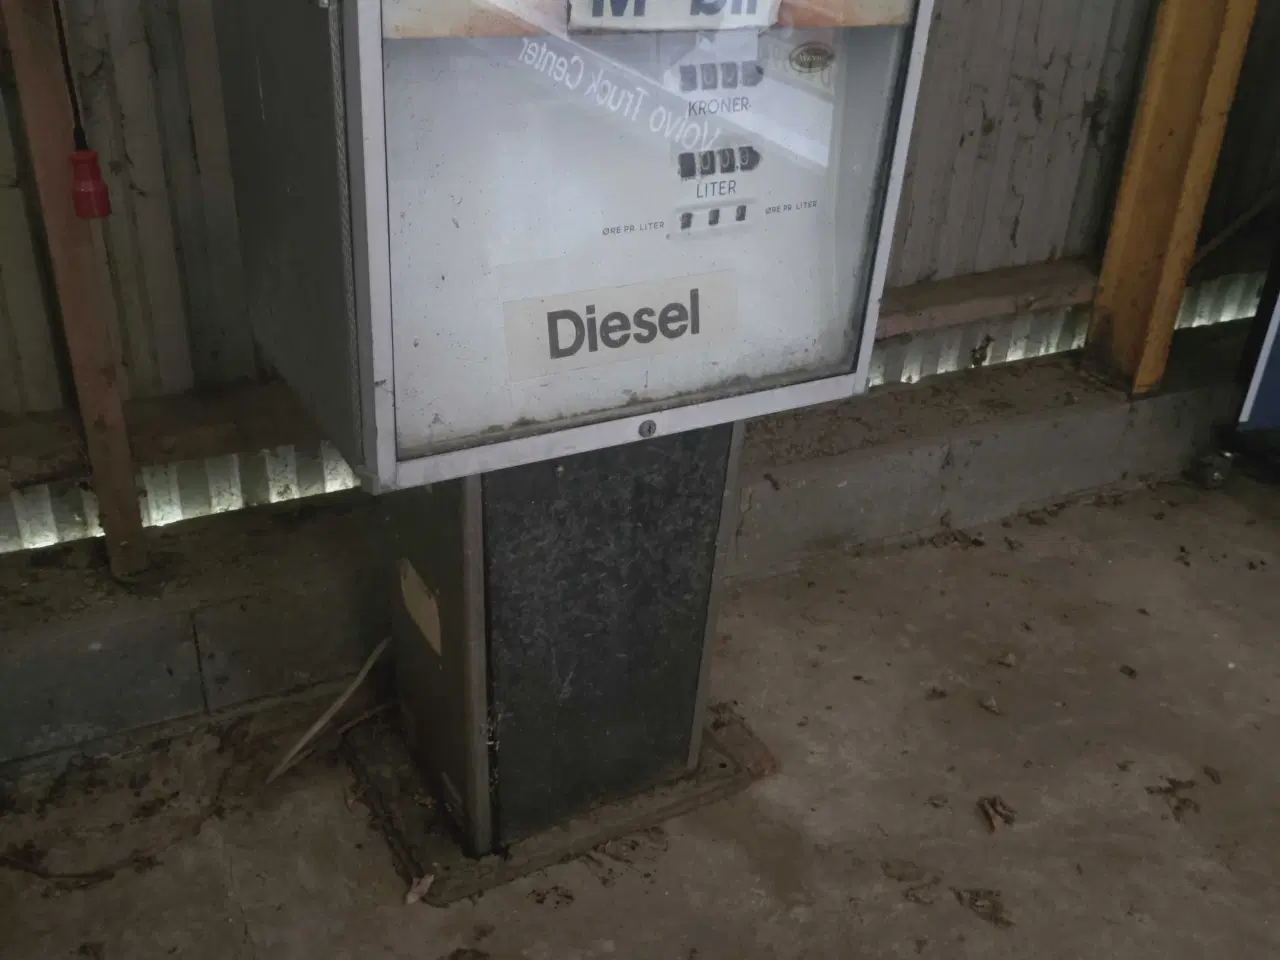 Volvo Truck Center
KRONER
LITER
ØRE PR. LITER
ØRE PR LITER
Diesel